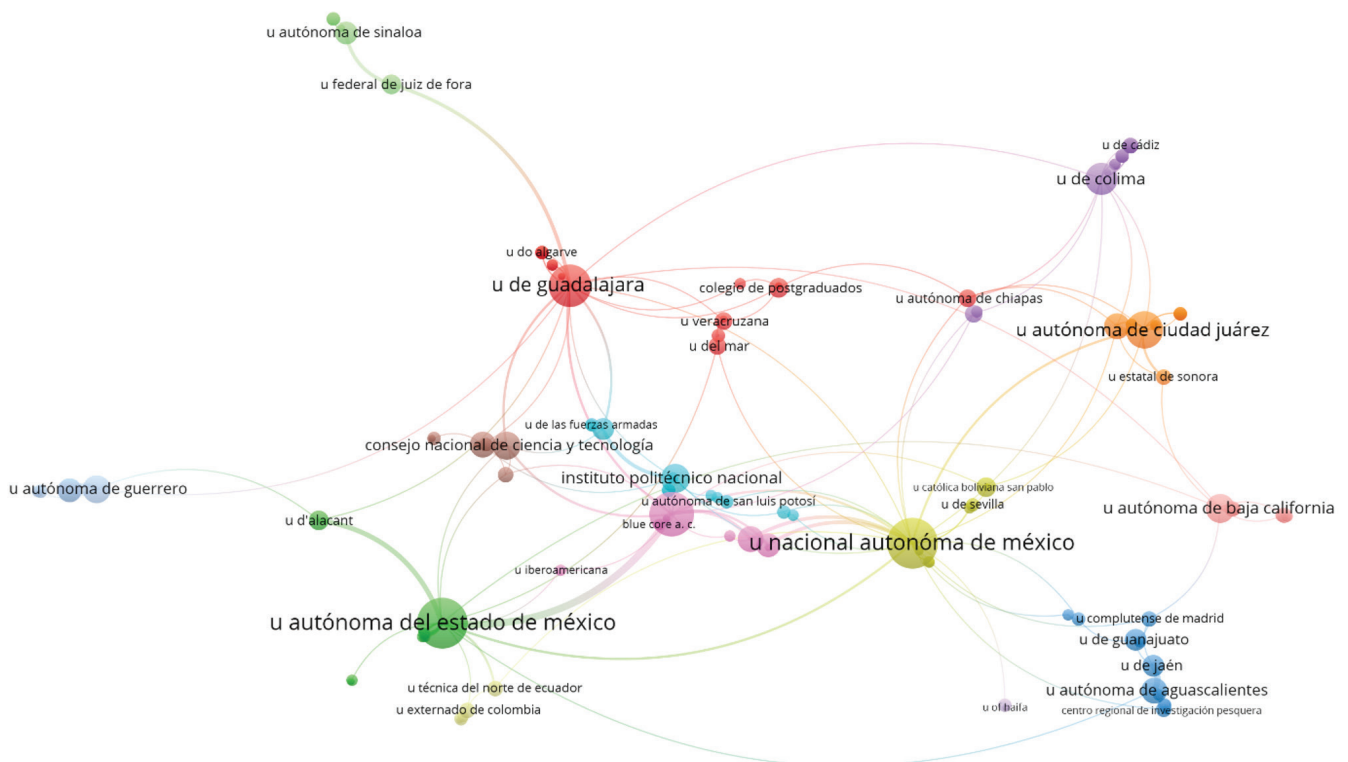 u autónoma de sinaloa
u federal de juiz de fora
u de cádiz
u de colima
u do algarve
u de guadalajara
colegio de postgraduados
u autónoma de chiapas
u veracruzana
u autónoma de ciudad juárez
u del mar
u estatal de sonora
u de las fuerzas armadas
consejo nacional de ciencia y tecnología
instituto politécnico nacional
u autónoma de guerrero
u católica boliviana san pablo
u autónoma de san luis potosí
u de sevilla
u autónoma de baja california
u d'alacant
blue core a. c.
u nacional autonóma de méxico
u iberoamericana
u autónoma del estado de méxico
u complutense de madrid
u de guanajuato
u de jaén
u técnica del norte de ecuador
u autónoma de aguascalientes
u externado de colombia
u of haifa
centro regional de investigación pesquera